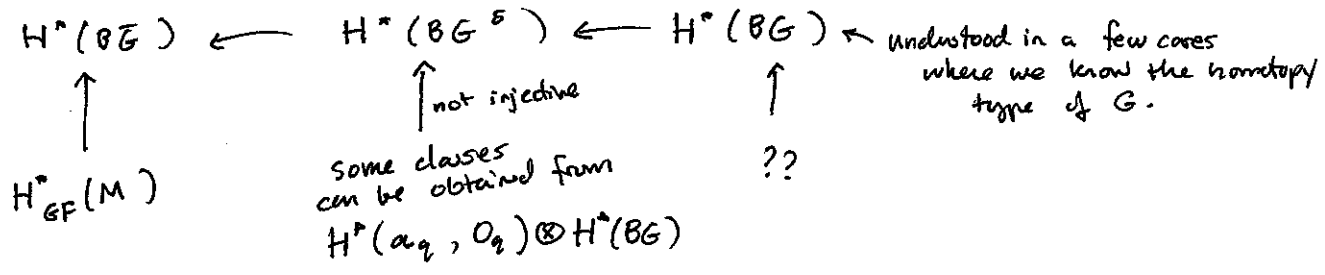 H*(BG̅) ← H*(BG^δ) ← H*(BG) ← understood in a few cases
where we know the homotopy
type of G.
↑ ↑ not injective ↑
H*_GF(M) some classes ??
can be obtained from
H*(𝔞_q, O_q) ⊗ H*(BG)